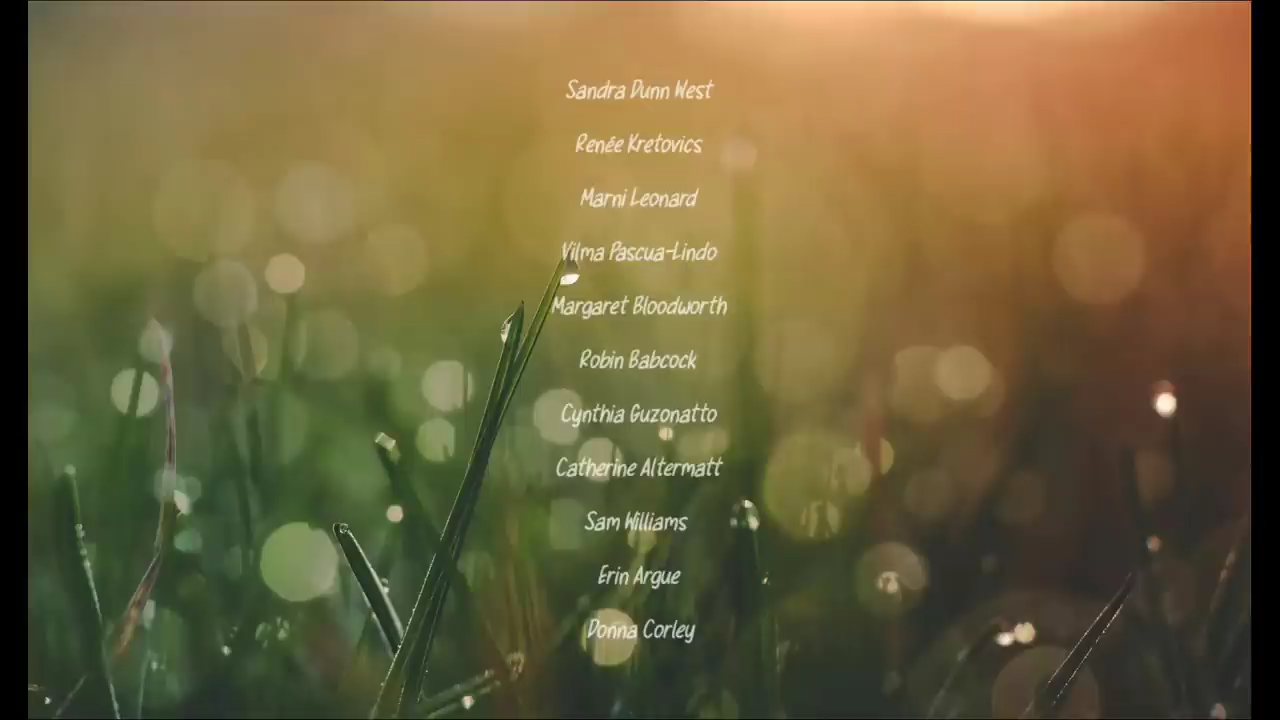 Sandra Dunn West
Renée Kretovics
Marni Leonard
Vilma Pascua-Lindo
Margaret Bloodworth
Robin Babcock
Cynthia Guzonatto
Catherine Altermatt
Sam Williams
Erin Argue
Donna Corley